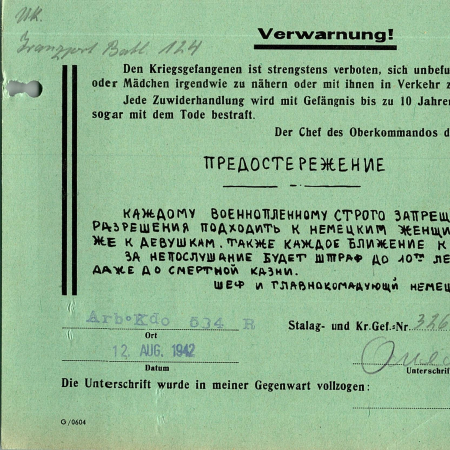 UK.
Transport Batl. 124
Verwarnung!
Den Kriegsgefangenen ist strengstens verboten, sich unbefu
oder Mädchen irgendwie zu nähern oder mit ihnen in Verkehr z
Jede Zuwiderhandlung wird mit Gefängnis bis zu 10 Jahren
sogar mit dem Tode bestraft.
Der Chef des Oberkommandos d
ПРЕДОСТЕРЕЖЕНИЕ
КАЖДОМУ ВОЕННОПЛЕННОМУ СТРОГО ЗАПРЕЩ
РАЗРЕШЕНИЯ ПОДХОДИТЬ К НЕМЕЦКИМ ЖЕНЩИ
ЖЕ К ДЕВУШКАМ. ТАКЖЕ КАЖДОЕ БЛИЖЕНИЕ К
ЗА НЕПОСЛУШАНИЕ БУДЕТ ШТРАФ ДО 10ТИ ЛЕ
ДАЖЕ ДО СМЕРТНОЙ КАЗНИ.
ШЕФ И ГЛАВНОКОМАДУЮЩЙ НЕМЕЦ
Arb.Kdo 534 R
Ort
Stalag- und Kr.Gef.-Nr. 326
12. AUG. 1942
Datum
Unterschrif
Die Unterschrift wurde in meiner Gegenwart vollzogen:
G/0604